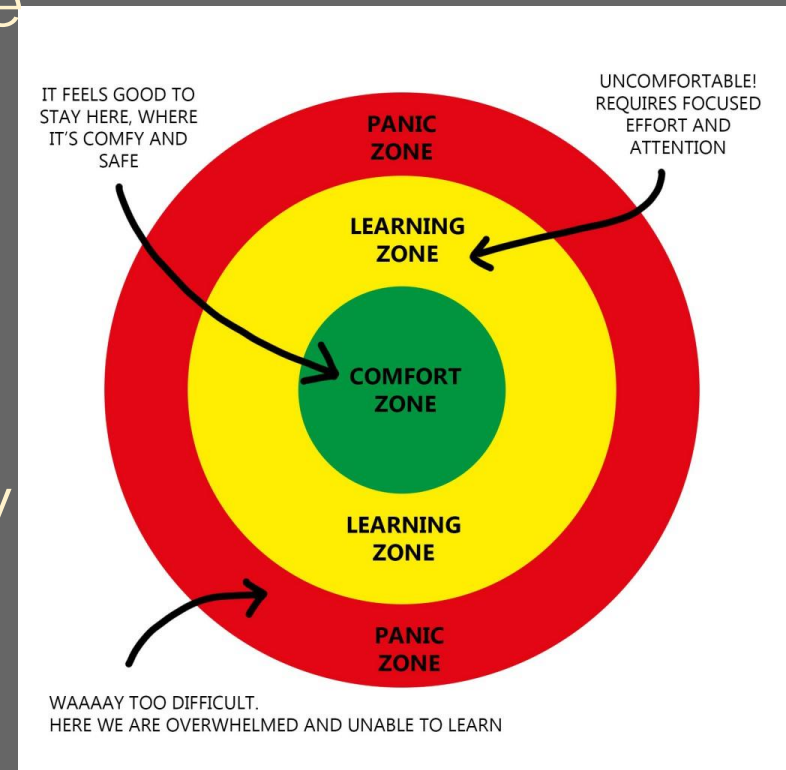 IT FEELS GOOD TO
STAY HERE, WHERE
IT'S COMFY AND
SAFE
UNCOMFORTABLE!
REQUIRES FOCUSED
EFFORT AND
ATTENTION
PANIC
ZONE
LEARNING
ZONE
COMFORT
ZONE
LEARNING
ZONE
PANIC
ZONE
WAAAAY TOO DIFFICULT.
HERE WE ARE OVERWHELMED AND UNABLE TO LEARN